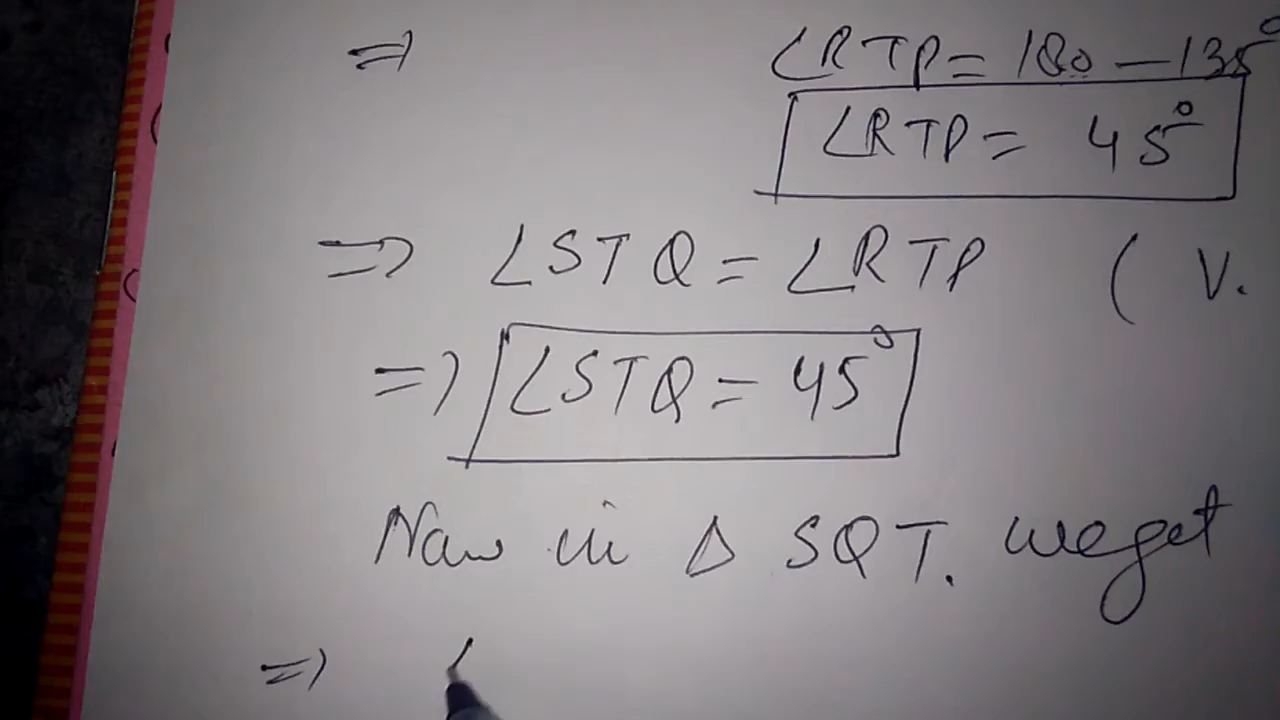 ⇒ ∠RTP = 180 – 135°
∠RTP = 45°
⇒ ∠STQ = ∠RTP ( V.
⇒ ∠STQ = 45°
Now in Δ SQT. we get
⇒ ∠